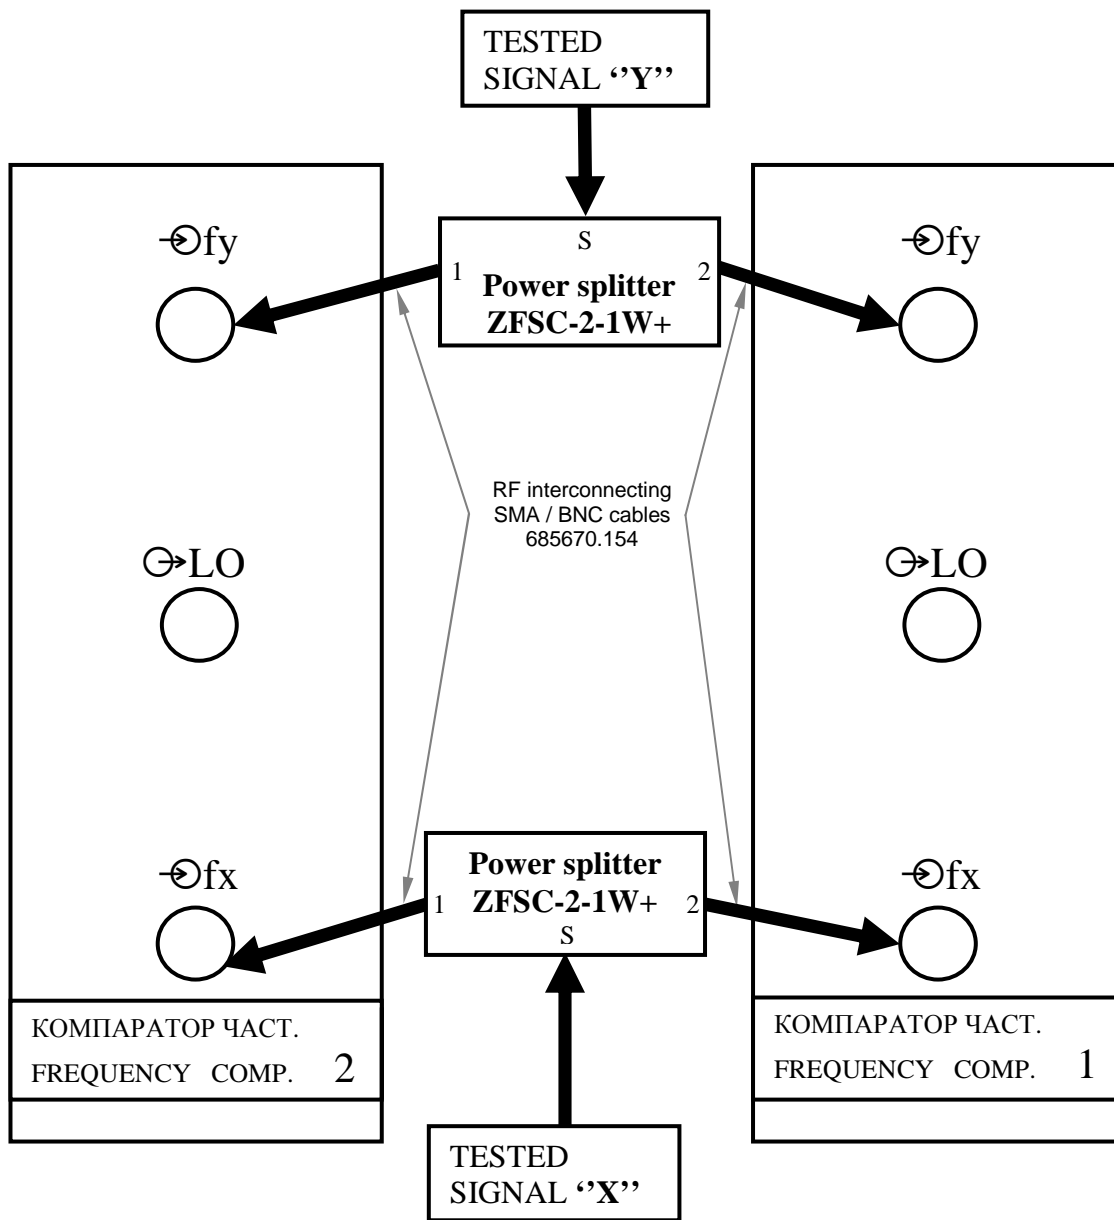 TESTED
SIGNAL ‘’Y’’
fy
fy
S
1
2
Power splitter
ZFSC-2-1W+
RF interconnecting
SMA / BNC cables
685670.154
LO
LO
fx
fx
Power splitter
ZFSC-2-1W+
1
2
S
КОМПАРАТОР ЧАСТ.
FREQUENCY COMP. 2
КОМПАРАТОР ЧАСТ.
FREQUENCY COMP. 1
TESTED
SIGNAL ‘’X’’